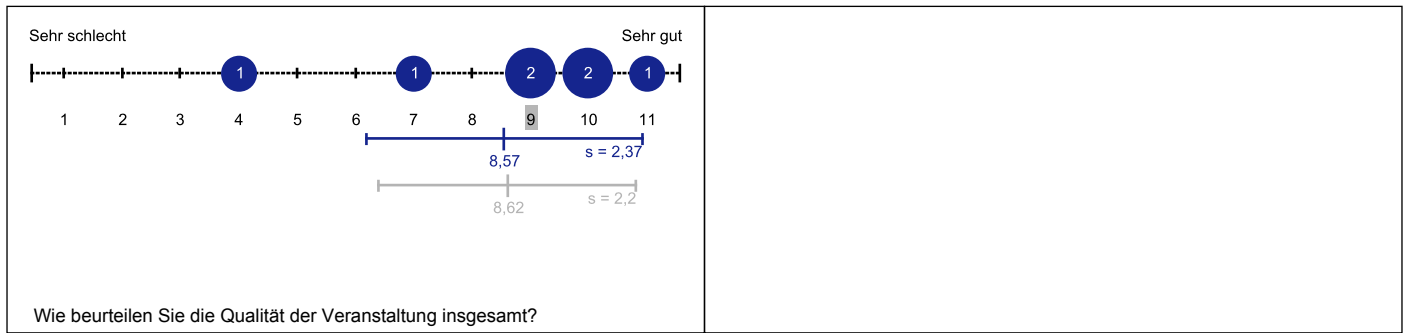 Sehr schlecht Sehr gut
1 1 2 2 1
1 2 3 4 5 6 7 8 9 10 11
8,57 s = 2,37
8,62 s = 2,2
Wie beurteilen Sie die Qualität der Veranstaltung insgesamt?